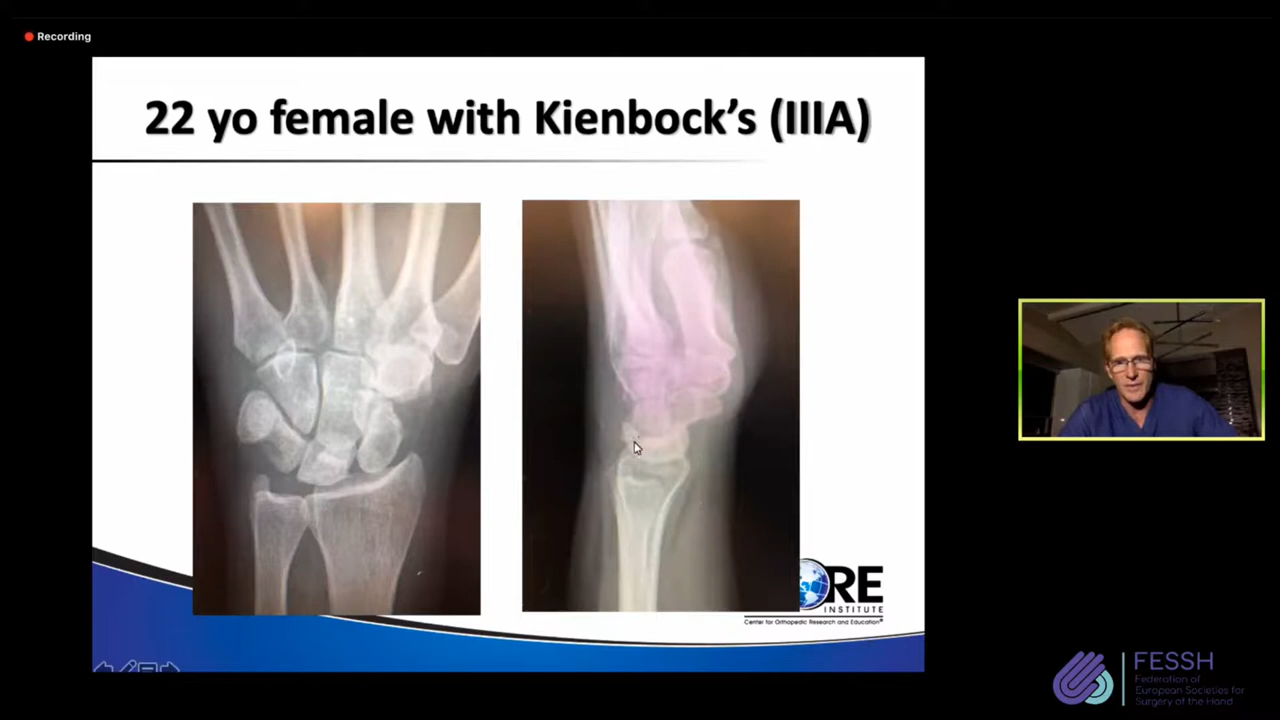 Recording
22 yo female with Kienbock's (IIIA)
RE
INSTITUTE
Center for Orthopedic Research and Education®
FESSH
Federation of
European Societies for
Surgery of the Hand